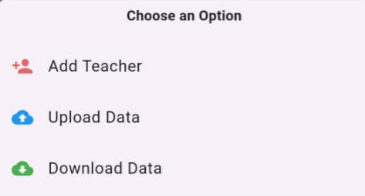 Choose an Option
Add Teacher
Upload Data
Download Data